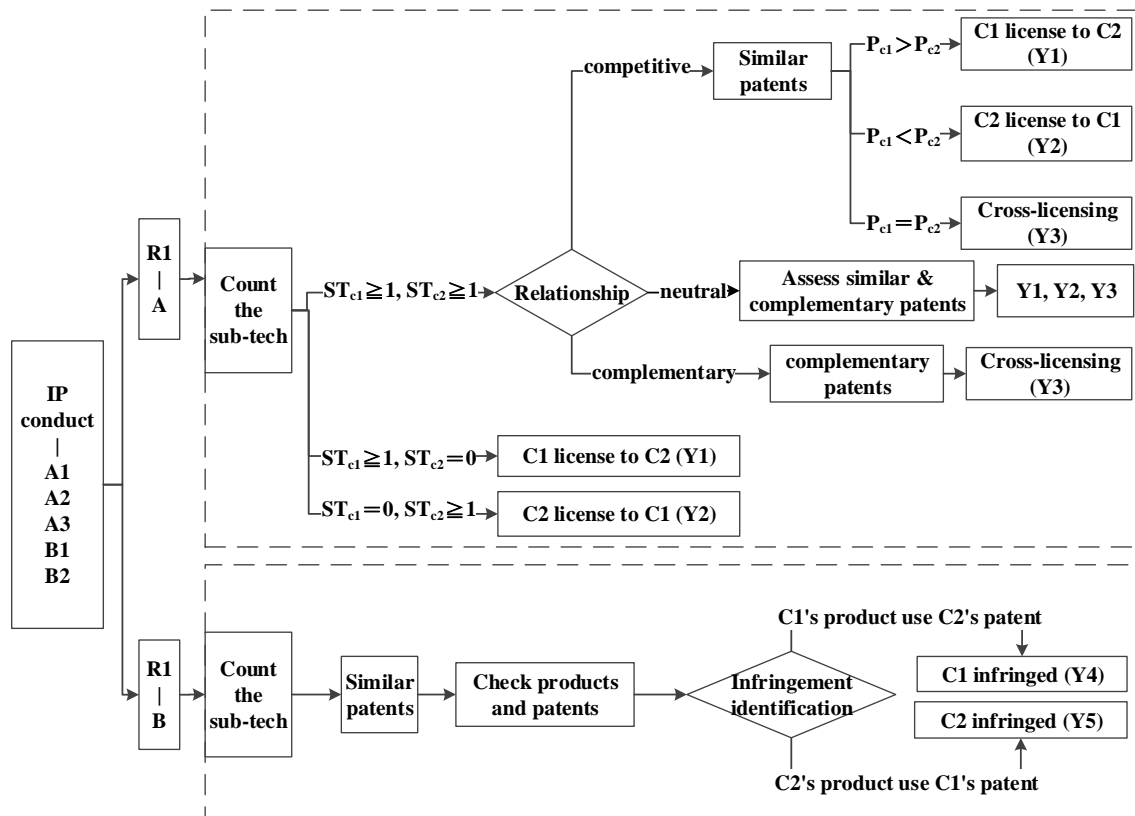 IP
conduct
|
A1
A2
A3
B1
B2
R1
|
A
Count
the
sub-tech
ST_c1≧1, ST_c2≧1
Relationship
competitive
Similar
patents
P_c1>P_c2
C1 license to C2
(Y1)
P_c1<P_c2
C2 license to C1
(Y2)
P_c1=P_c2
Cross-licensing
(Y3)
neutral
Assess similar &
complementary patents
Y1, Y2, Y3
complementary
complementary
patents
Cross-licensing
(Y3)
ST_c1≧1, ST_c2=0
C1 license to C2 (Y1)
ST_c1=0, ST_c2≧1
C2 license to C1 (Y2)
R1
|
B
Count
the
sub-tech
Similar
patents
Check products
and patents
Infringement
identification
C1's product use C2's patent
C1 infringed (Y4)
C2 infringed (Y5)
C2's product use C1's patent